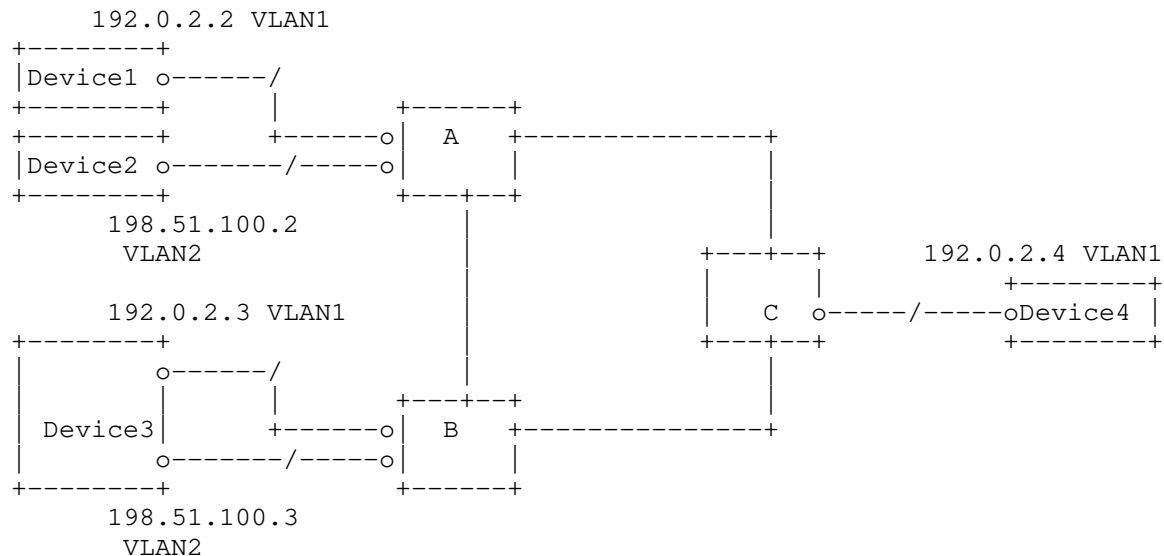 192.0.2.2 VLAN1
Device1
A
Device2
198.51.100.2
VLAN2
192.0.2.4 VLAN1
192.0.2.3 VLAN1
C
Device4
Device3
B
198.51.100.3
VLAN2